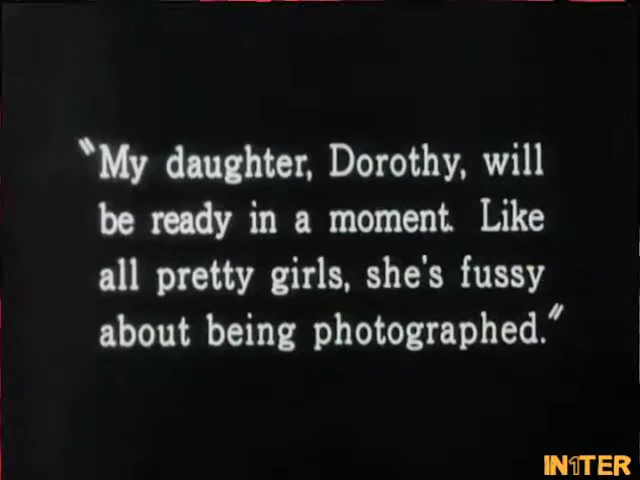 "My daughter, Dorothy, will
be ready in a moment. Like
all pretty girls, she's fussy
about being photographed."
IN1TER